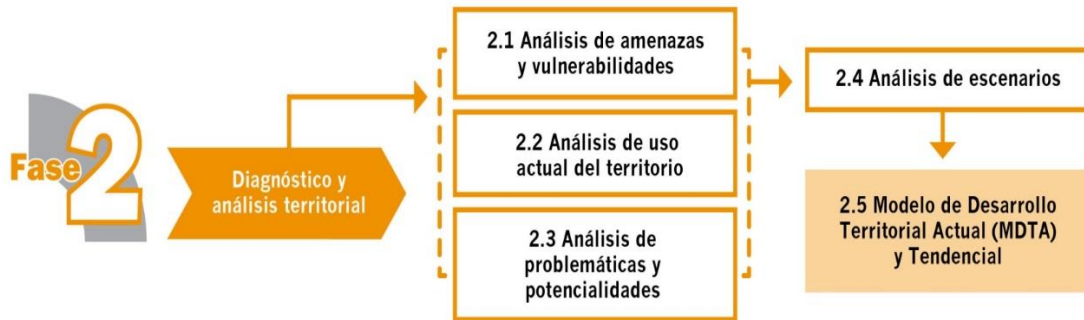 Fase 2
Diagnóstico y
análisis territorial
2.1 Análisis de amenazas
y vulnerabilidades
2.2 Análisis de uso
actual del territorio
2.3 Análisis de
problemáticas y
potencialidades
2.4 Análisis de escenarios
2.5 Modelo de Desarrollo
Territorial Actual (MDTA)
y Tendencial